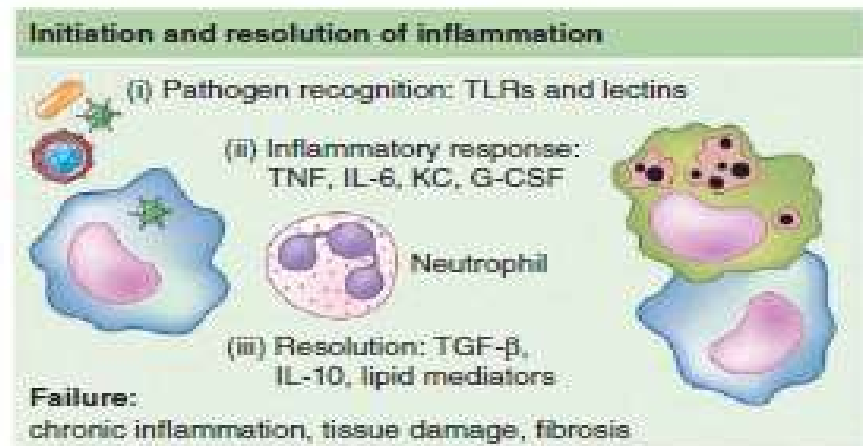 Initiation and resolution of inflammation
(i) Pathogen recognition: TLRs and lectins
(ii) Inflammatory response:
TNF, IL-6, KC, G-CSF
Neutrophil
(iii) Resolution: TGF-β,
IL-10, lipid mediators
Failure:
chronic inflammation, tissue damage, fibrosis